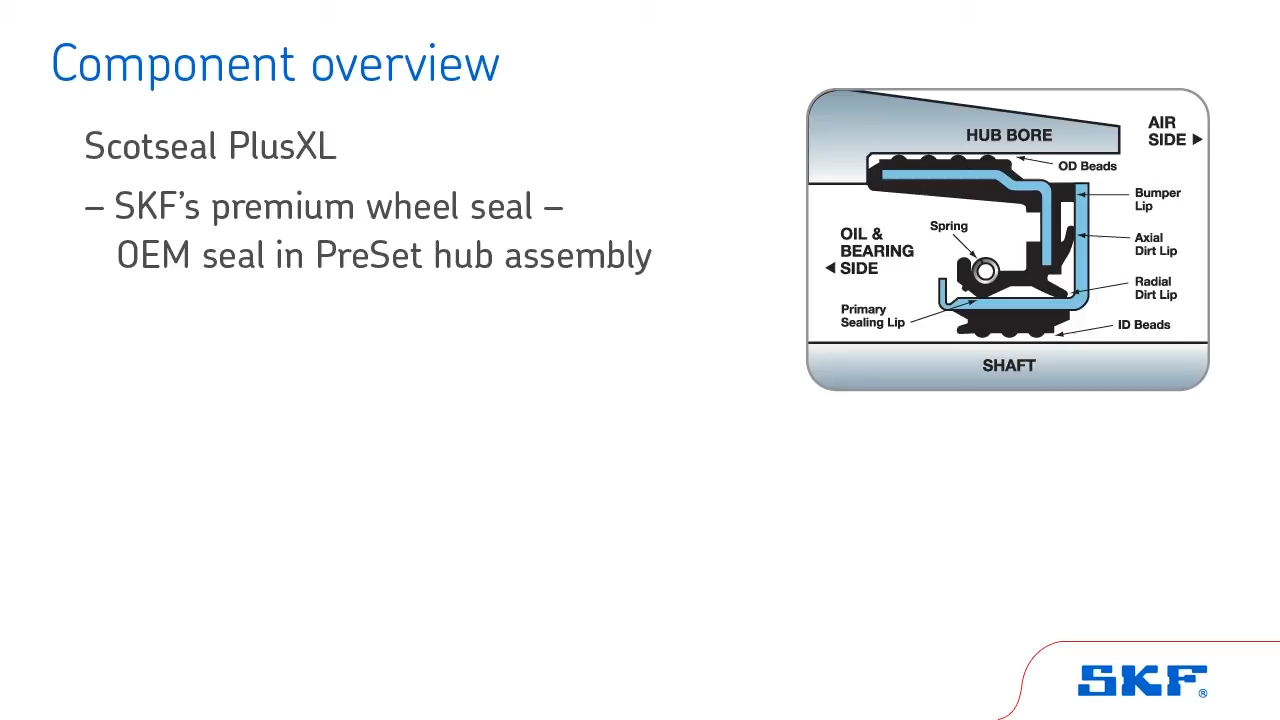 Component overview
Scotseal PlusXL
– SKF’s premium wheel seal –
OEM seal in PreSet hub assembly
HUB BORE
AIR
SIDE
OD Beads
Bumper
Lip
Spring
OIL &
BEARING
SIDE
Axial
Dirt Lip
Radial
Dirt Lip
Primary
Sealing Lip
ID Beads
SHAFT
SKF®